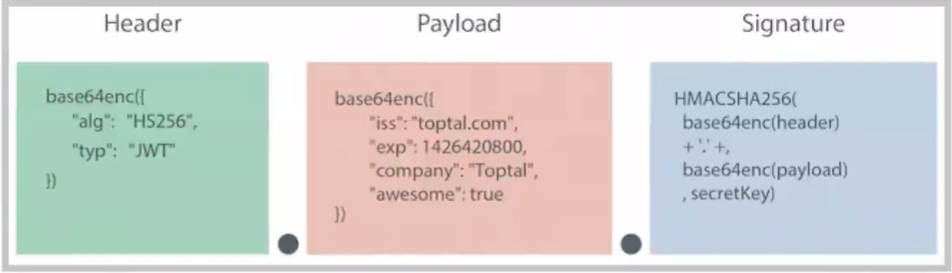 Header
base64enc({
"alg": "HS256",
"typ": "JWT"
})
Payload
base64enc({
"iss": "toptal.com",
"exp": 1426420800,
"company": "Toptal",
"awesome": true
})
Signature
HMACSHA256(
base64enc(header)
+ '.' +,
base64enc(payload)
, secretKey)